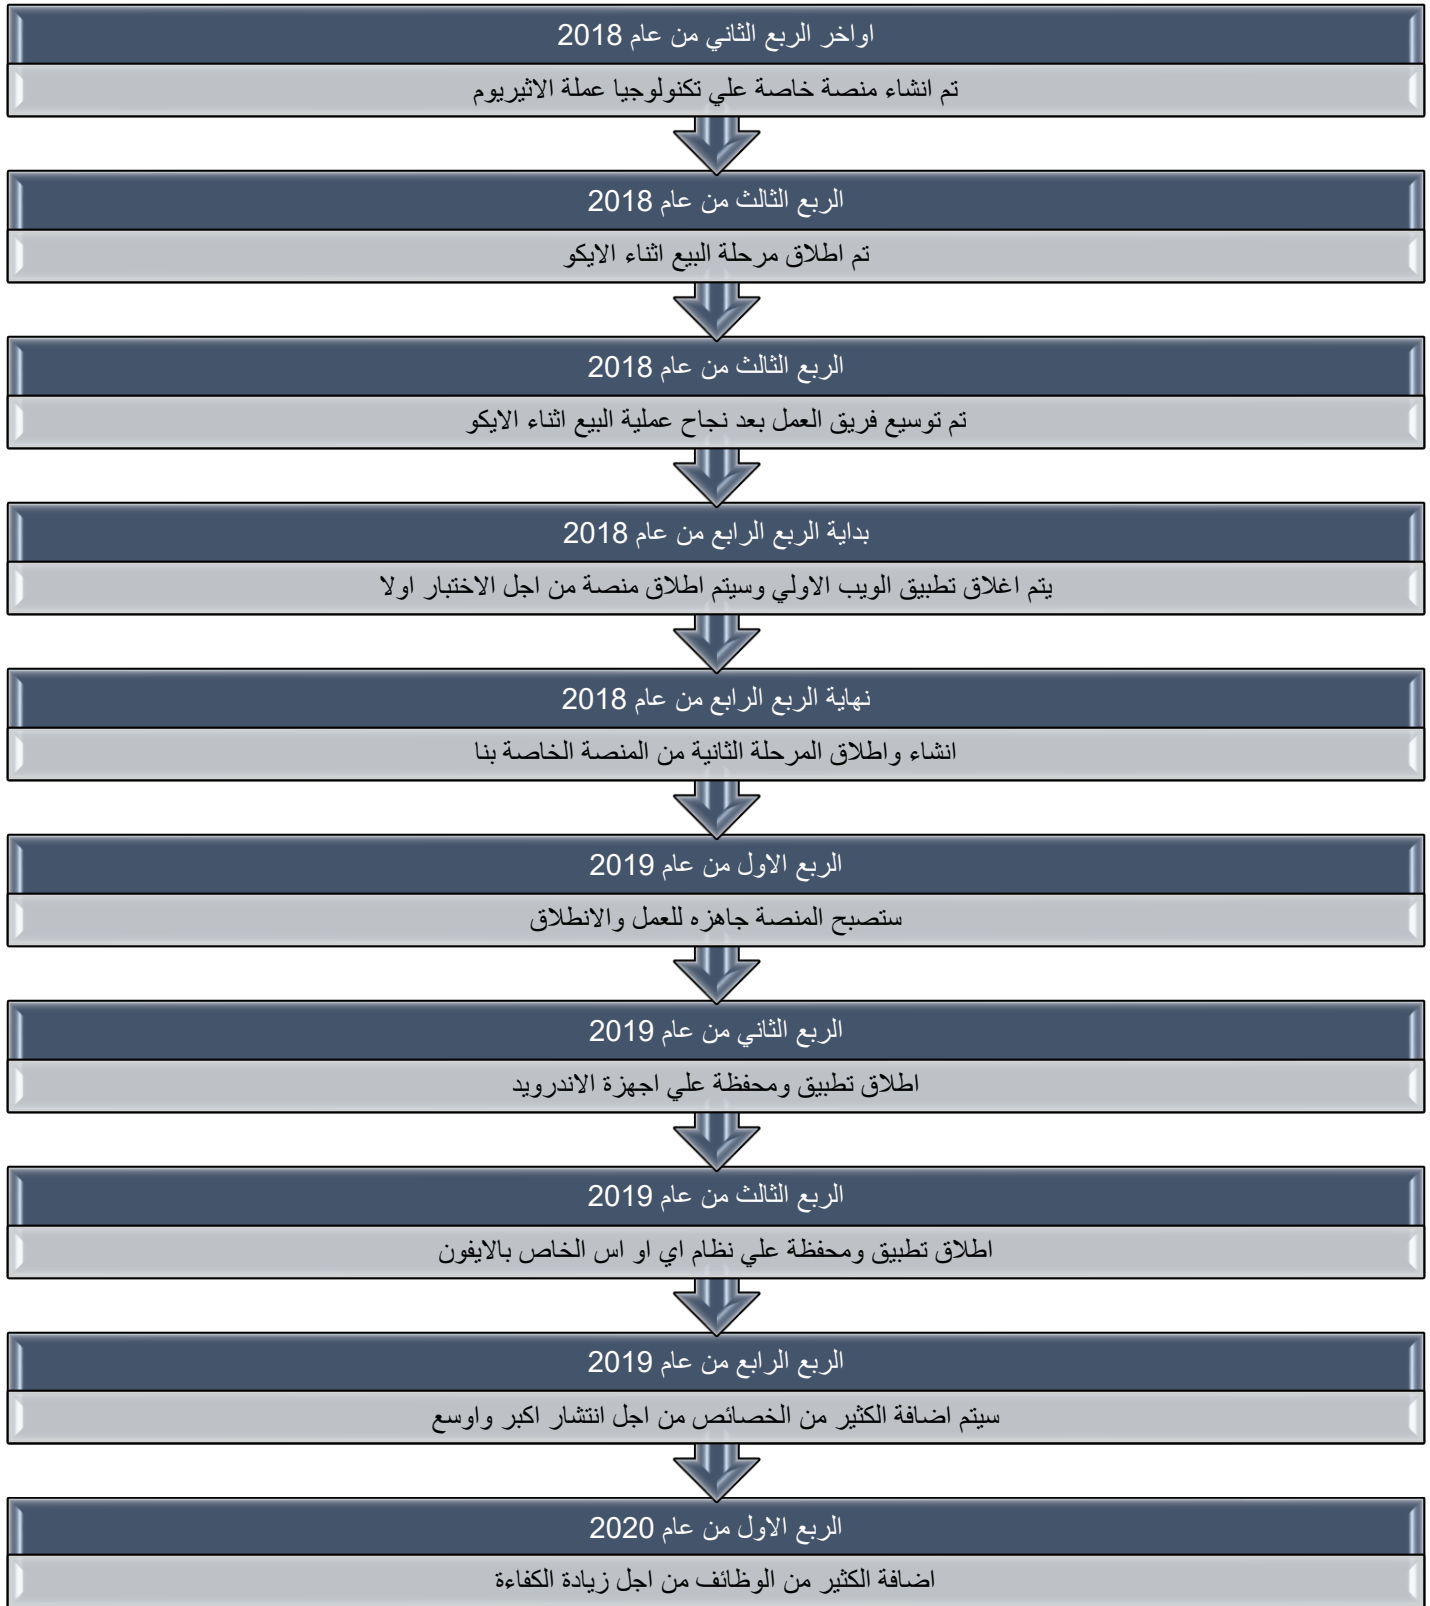 اواخر الربع الثاني من عام 2018
تم انشاء منصة خاصة علي تكنولوجيا عملة الاثيريوم
الربع الثالث من عام 2018
تم اطلاق مرحلة البيع اثناء الايكو
الربع الثالث من عام 2018
تم توسيع فريق العمل بعد نجاح عملية البيع اثناء الايكو
بداية الربع الرابع من عام 2018
يتم اغلاق تطبيق الويب الاولي وسيتم اطلاق منصة من اجل الاختبار اولا
نهاية الربع الرابع من عام 2018
انشاء واطلاق المرحلة الثانية من المنصة الخاصة بنا
الربع الاول من عام 2019
ستصبح المنصة جاهزه للعمل والانطلاق
الربع الثاني من عام 2019
اطلاق تطبيق ومحفظة علي اجهزة الاندرويد
الربع الثالث من عام 2019
اطلاق تطبيق ومحفظة علي نظام اي او اس الخاص بالايفون
الربع الرابع من عام 2019
سيتم اضافة الكثير من الخصائص من اجل انتشار اكبر واوسع
الربع الاول من عام 2020
اضافة الكثير من الوظائف من اجل زيادة الكفاءة